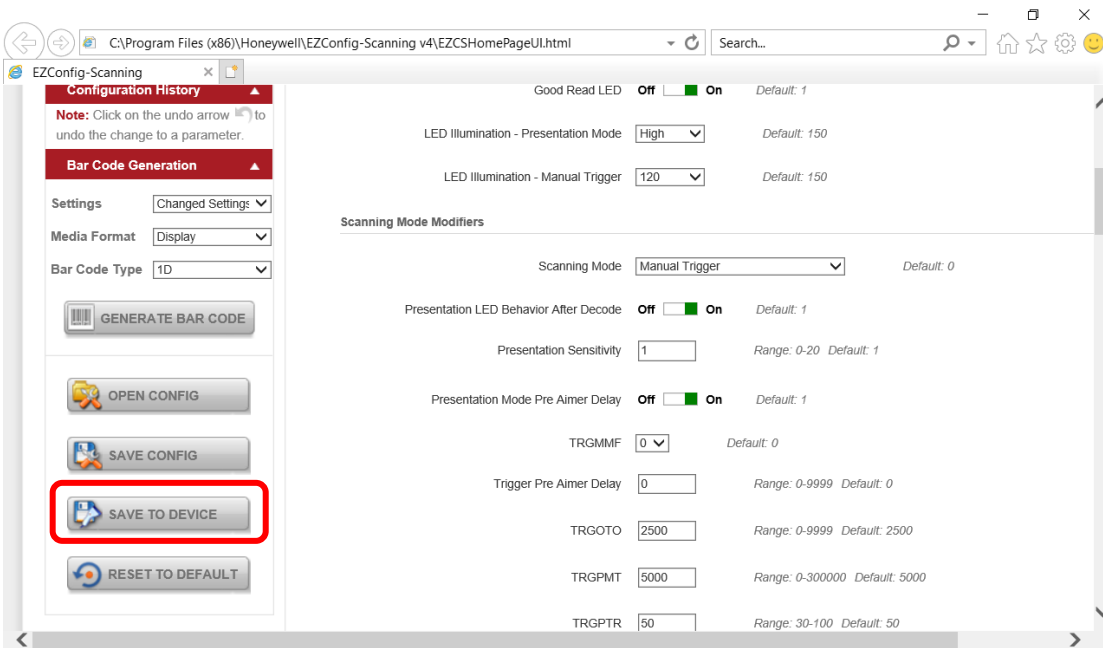 C:\Program Files (x86)\Honeywell\EZConfig-Scanning v4\EZCSHomePageUI.html
Search...
EZConfig-Scanning
Configuration History
Note: Click on the undo arrow to
undo the change to a parameter.
Bar Code Generation
Settings Changed Settings
Media Format Display
Bar Code Type 1D
GENERATE BAR CODE
OPEN CONFIG
SAVE CONFIG
SAVE TO DEVICE
RESET TO DEFAULT
Good Read LED Off On Default: 1
LED Illumination - Presentation Mode High Default: 150
LED Illumination - Manual Trigger 120 Default: 150
Scanning Mode Modifiers
Scanning Mode Manual Trigger Default: 0
Presentation LED Behavior After Decode Off On Default: 1
Presentation Sensitivity 1 Range: 0-20 Default: 1
Presentation Mode Pre Aimer Delay Off On Default: 1
TRGMMF 0 Default: 0
Trigger Pre Aimer Delay 0 Range: 0-9999 Default: 0
TRGOTO 2500 Range: 0-9999 Default: 2500
TRGPMT 5000 Range: 0-300000 Default: 5000
TRGPTR 50 Range: 30-100 Default: 50